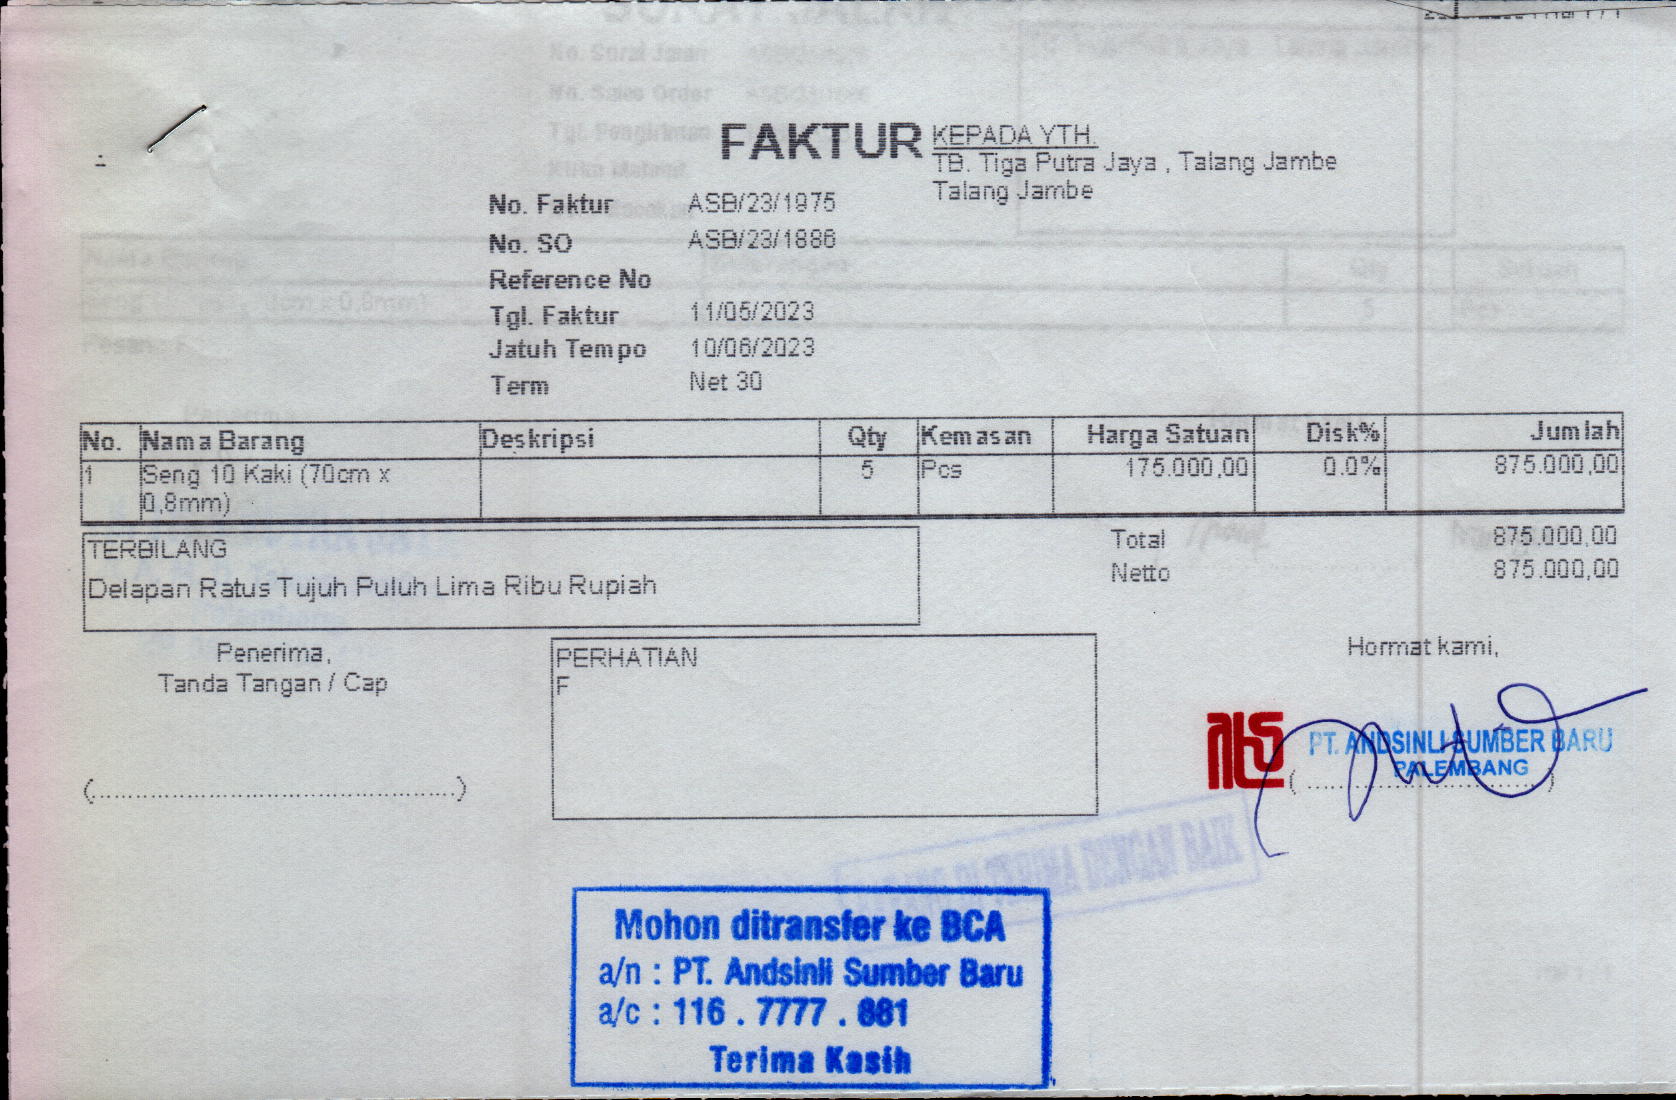 FAKTUR
KEPADA YTH.
TB. Tiga Putra Jaya , Talang Jambe
Talang Jambe
No. Faktur ASB/23/1975
No. SO ASB/23/1886
Reference No
Tgl. Faktur 11/05/2023
Jatuh Tempo 10/06/2023
Term Net 30
No. Nama Barang Deskripsi Qty Kemasan Harga Satuan Disk% Jumlah
1 Seng 10 Kaki (70cm x 5 Pcs 175.000,00 0.0% 875.000,00
0,8mm)
TERBILANG
Delapan Ratus Tujuh Puluh Lima Ribu Rupiah
Total 875.000,00
Netto 875.000,00
Penerima,
Tanda Tangan / Cap
(..............................................)
PERHATIAN
F
Hormat kami,
PT. ANDSINLI SUMBER BARU
PALEMBANG
(..............................)
DI TERIMA DENGAN BAIK
Mohon ditransfer ke BCA
a/n : PT. Andsinli Sumber Baru
a/c : 116 . 7777 . 881
Terima Kasih